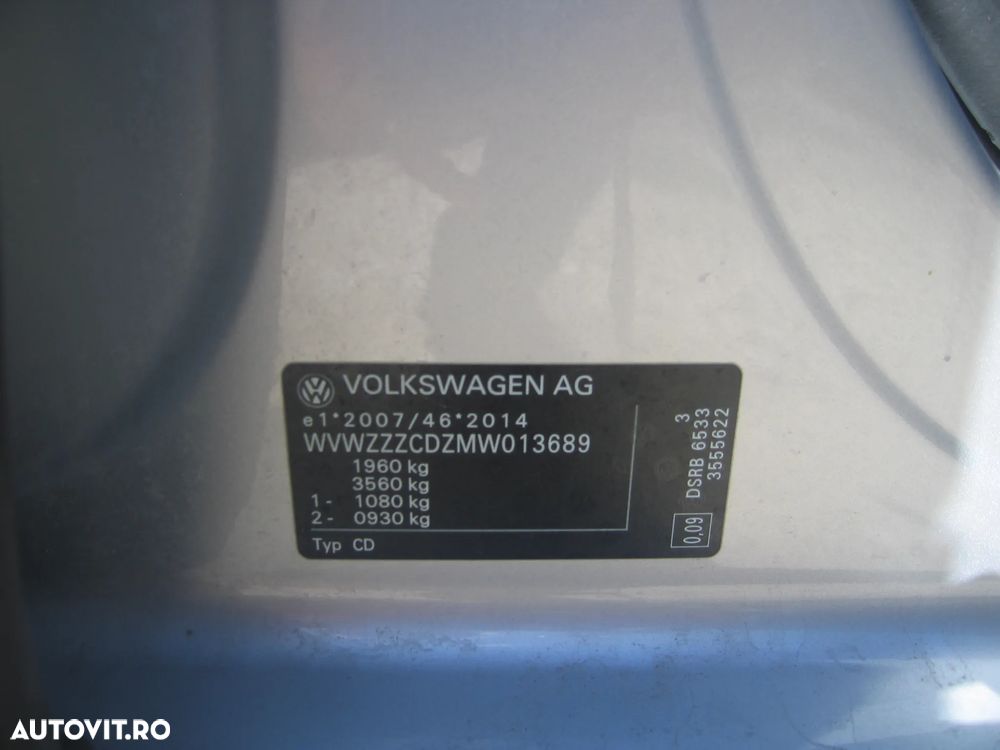 VOLKSWAGEN AG
e1*2007/46*2014
WVWZZZCDZMW013689
1960 kg
3560 kg
1- 1080 kg
2- 0930 kg
Typ CD
3
DSRB 6533
3555622
0,09
AUTOVIT.RO